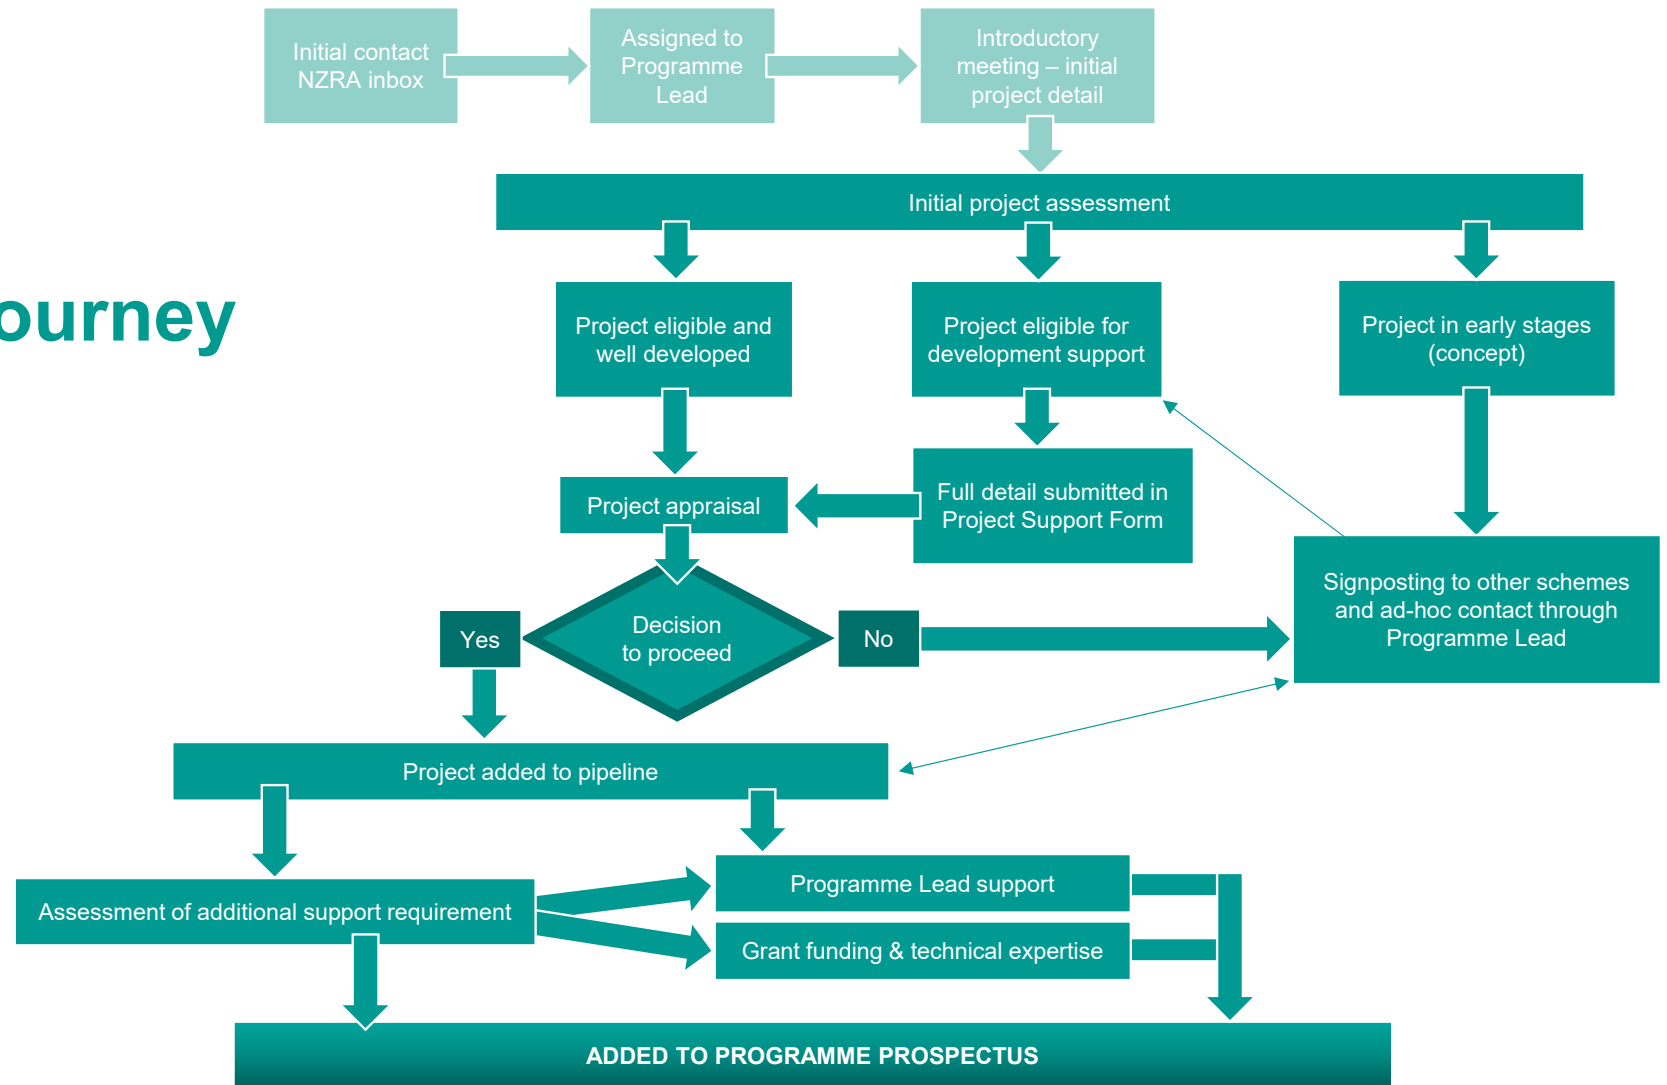 Initial contact
NZRA inbox
Assigned to
Programme
Lead
Introductory
meeting – initial
project detail
Initial project assessment
ourney
Project eligible and
well developed
Project eligible for
development support
Project in early stages
(concept)
Project appraisal
Full detail submitted in
Project Support Form
Signposting to other schemes
and ad-hoc contact through
Programme Lead
Yes
Decision
to proceed
No
Project added to pipeline
Assessment of additional support requirement
Programme Lead support
Grant funding & technical expertise
ADDED TO PROGRAMME PROSPECTUS